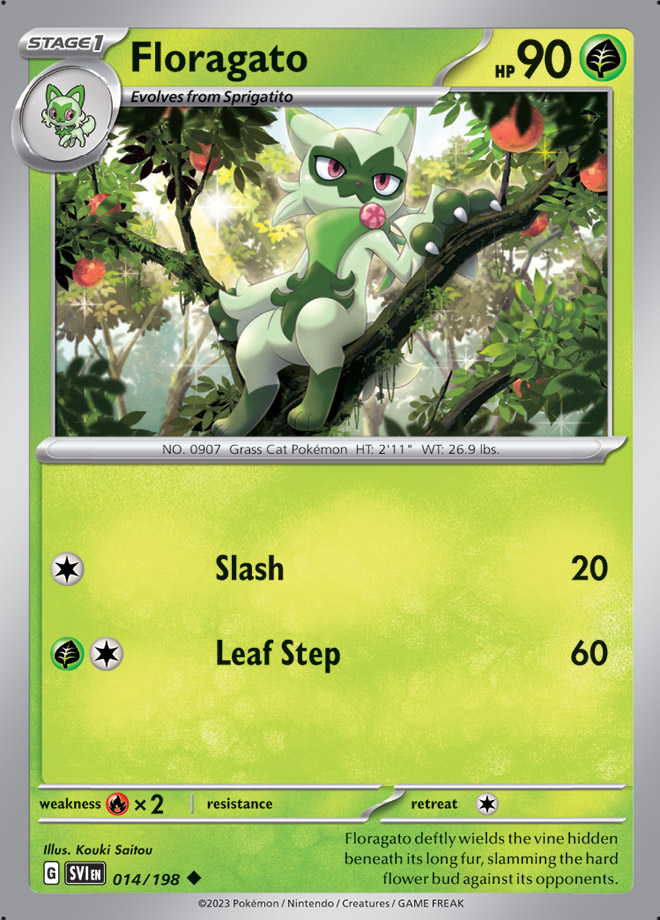 STAGE 1
Floragato
HP 90
Evolves from Sprigatito
NO. 0907 Grass Cat Pokémon HT: 2'11" WT: 26.9 lbs.
Slash 20
Leaf Step 60
weakness ×2 resistance retreat
Illus. Kouki Saitou
Floragato deftly wields the vine hidden
beneath its long fur, slamming the hard
flower bud against its opponents.
G SVI EN 014/198
©2023 Pokémon / Nintendo / Creatures / GAME FREAK